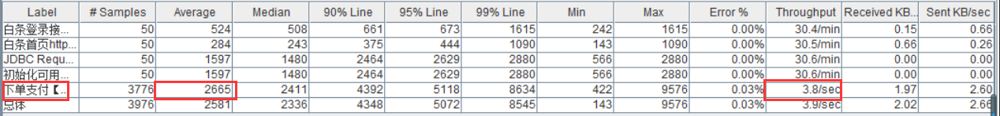 Label # Samples Average Median 90% Line 95% Line 99% Line Min Max Error % Throughput Received KB... Sent KB/sec
白条登录接... 50 524 508 661 673 1615 242 1615 0.00% 30.4/min 0.15 0.66
白条首页http... 50 284 243 375 444 1090 143 1090 0.00% 30.5/min 0.66 0.26
JDBC Requ... 50 1597 1480 2464 2629 2880 566 2880 0.00% 30.6/min 0.00 0.00
初始化可用... 50 1597 1480 2464 2629 2880 566 2880 0.00% 30.6/min 0.00 0.00
下单支付【... 3776 2665 2411 4392 5118 8634 422 9576 0.03% 3.8/sec 1.97 2.60
总体 3976 2581 2336 4348 5072 8545 143 9576 0.03% 3.9/sec 2.02 2.66